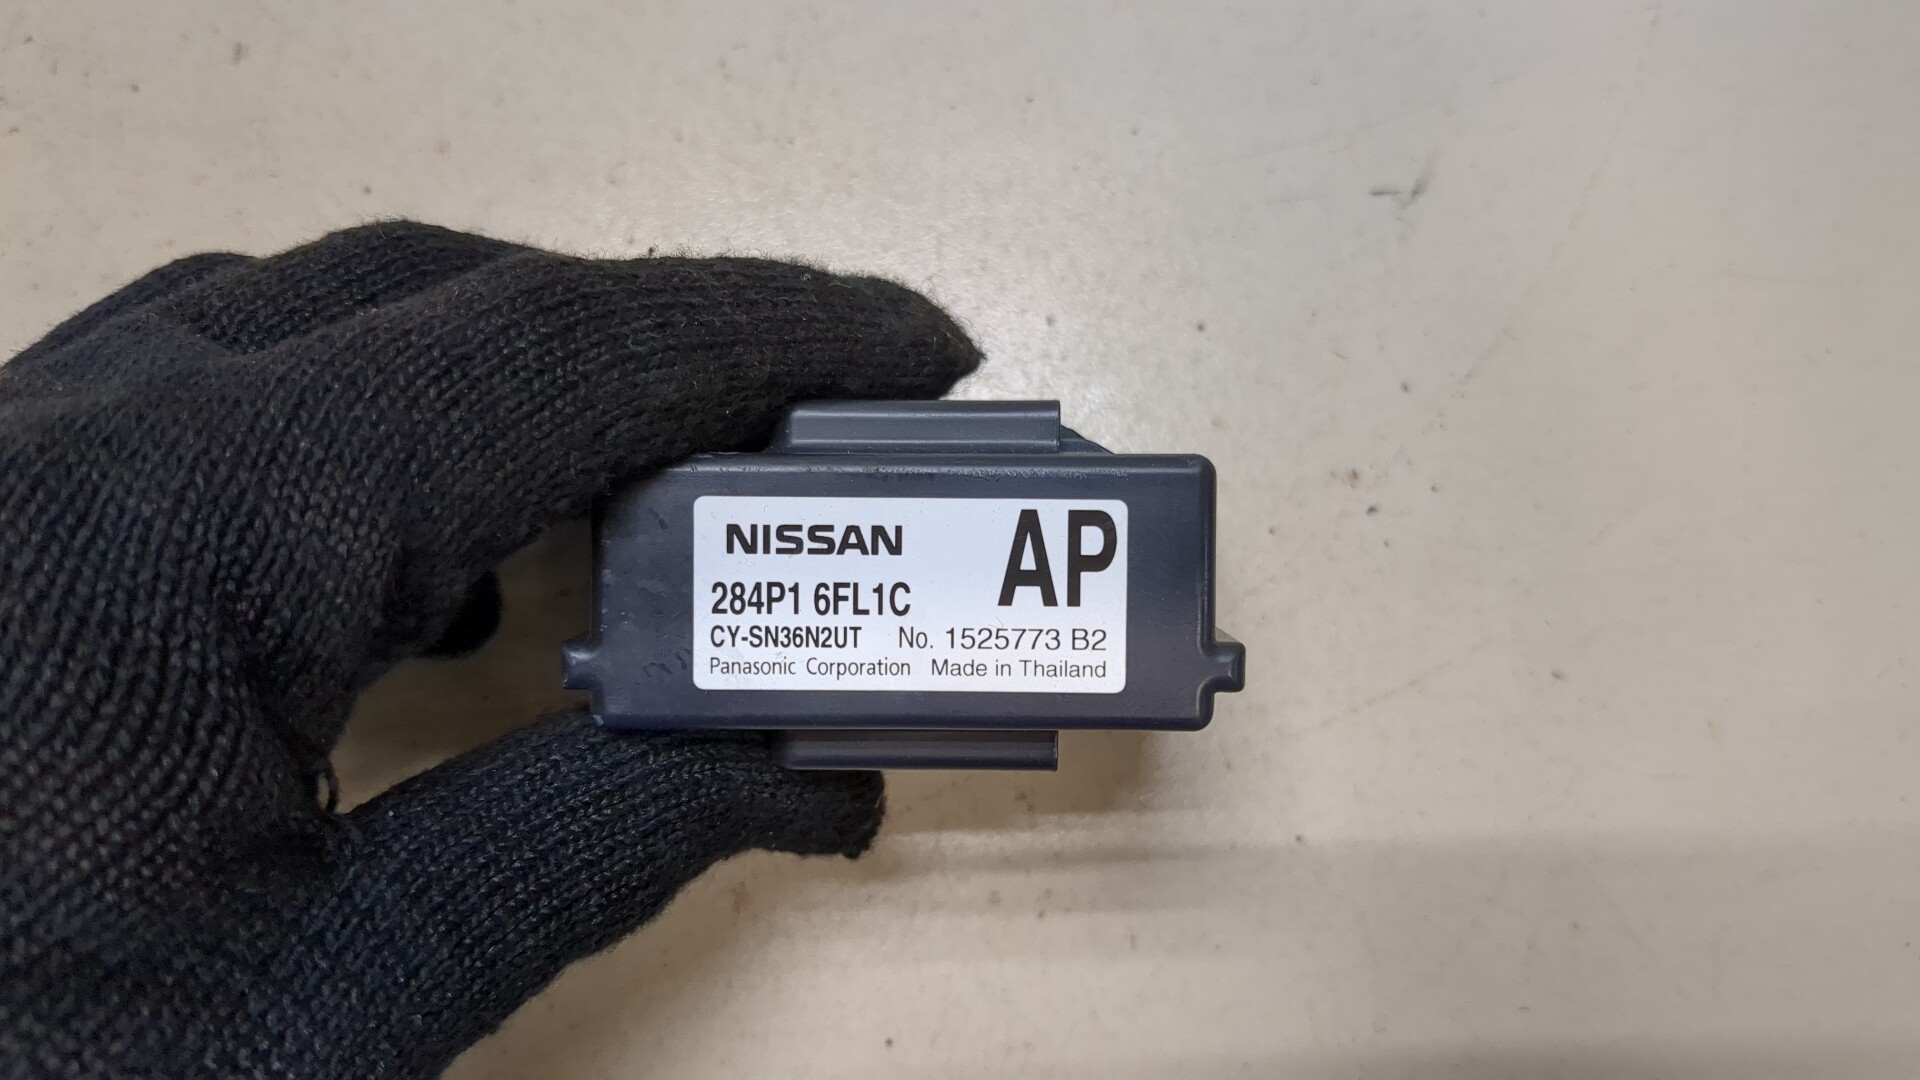 NISSAN AP
284P1 6FL1C
CY-SN36N2UT No. 1525773 B2
Panasonic Corporation Made in Thailand